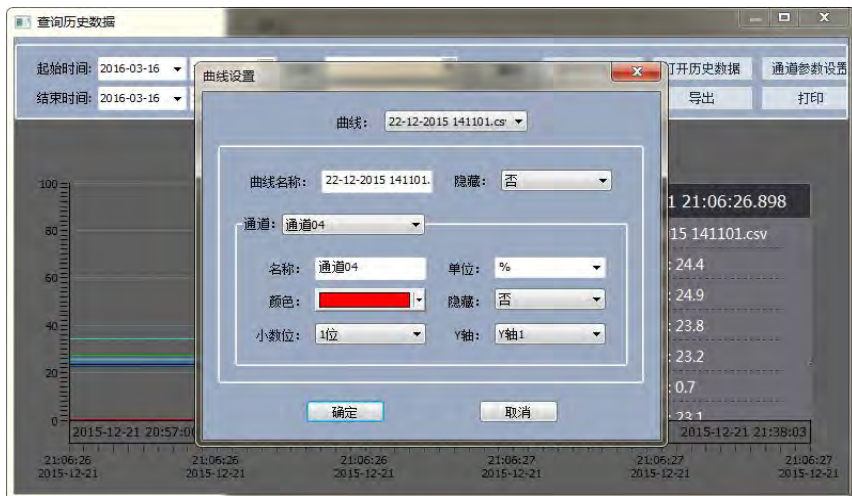 查询历史数据
起始时间: 2016-03-16
打开历史数据 通道参数设置
结束时间: 2016-03-16
导出 打印
曲线设置
曲线: 22-12-2015 141101.cs
曲线名称: 22-12-2015 141101. 隐藏: 否
通道: 通道04
名称: 通道04 单位: %
颜色: 隐藏: 否
小数位: 1位 Y轴: Y轴1
确定 取消
100
80
60
40
20
0
1 21:06:26.898
15 141101.csv
: 24.4
: 24.9
: 23.8
: 23.2
: 0.7
: 23.1
2015-12-21 20:57:0
2015-12-21 21:38:03
21:06:26 21:06:26 21:06:26 21:06:27 21:06:27 21:06:27
2015-12-21 2015-12-21 2015-12-21 2015-12-21 2015-12-21 2015-12-21